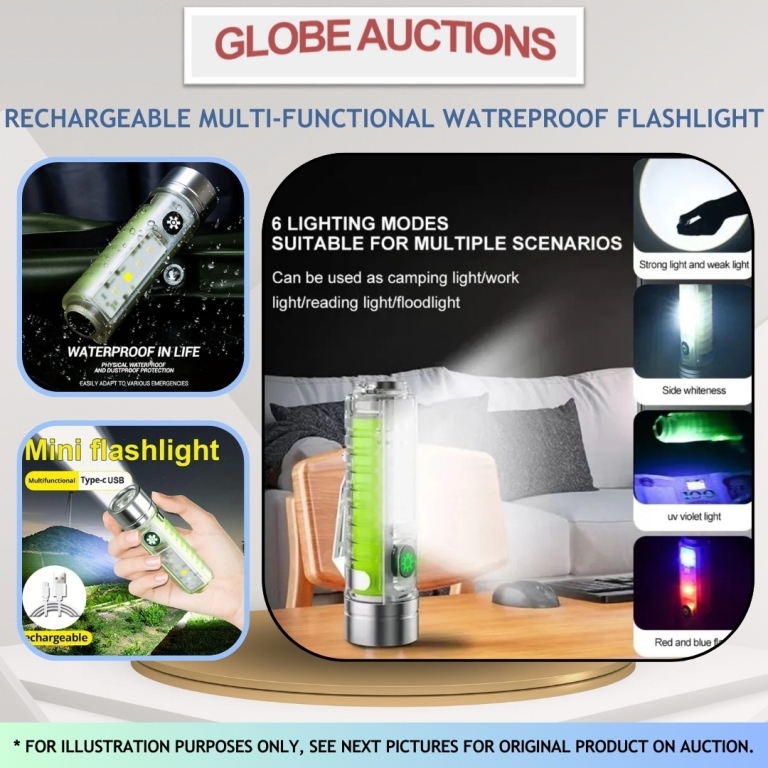 GLOBE AUCTIONS
RECHARGEABLE MULTI-FUNCTIONAL WATREPROOF FLASHLIGHT
WATERPROOF IN LIFE
PHYSICAL WATERPROOF
AND DUSTPROOF PROTECTION
EASILY ADAPT TO VARIOUS EMERGENCIES
Mini flashlight
Multifunctional Type-c USB
echargeable
6 LIGHTING MODES
SUITABLE FOR MULTIPLE SCENARIOS
Can be used as camping light/work
light/reading light/floodlight
Strong light and weak light
Side whiteness
100
uv violet light
Red and blue fl
* FOR ILLUSTRATION PURPOSES ONLY, SEE NEXT PICTURES FOR ORIGINAL PRODUCT ON AUCTION.